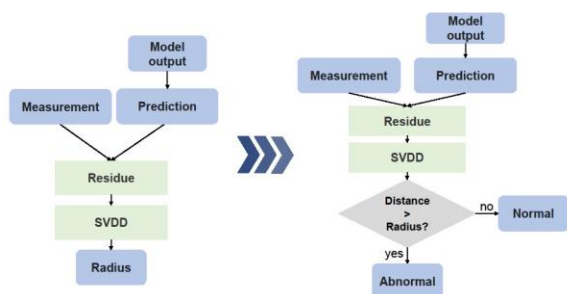 Model
output
Measurement
Prediction
Residue
SVDD
Radius
Model
output
Measurement
Prediction
Residue
SVDD
Distance
>
Radius?
no
Normal
yes
Abnormal